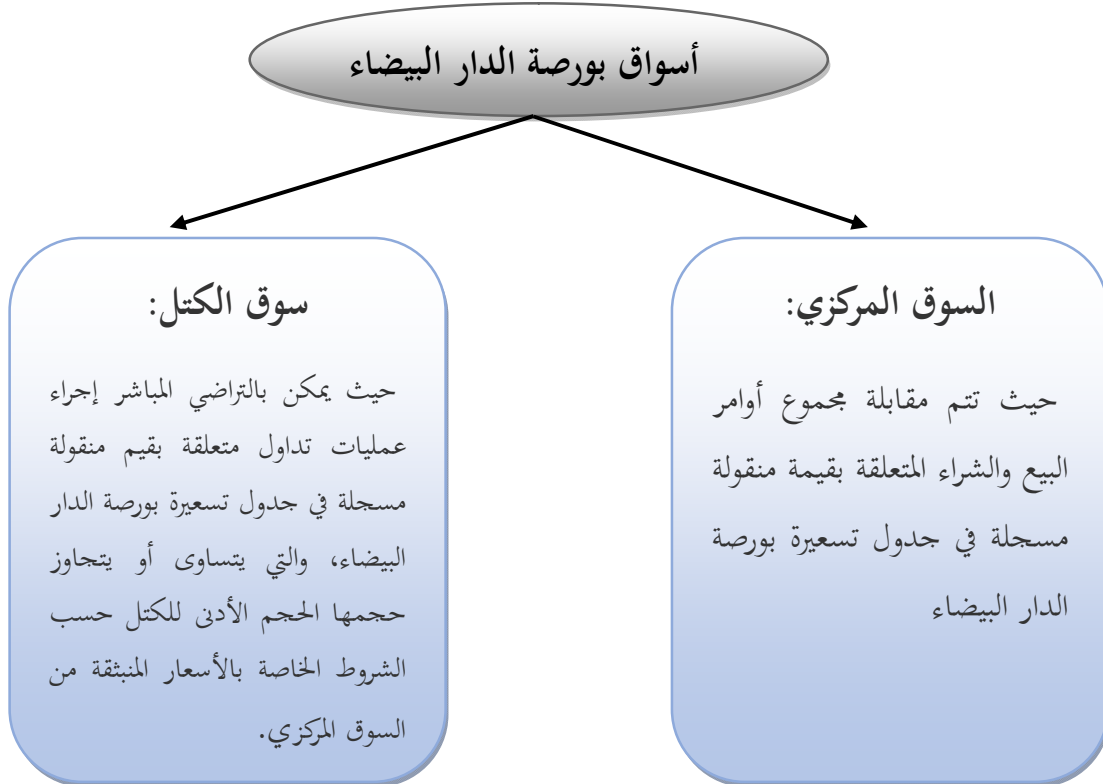 أسواق بورصة الدار البيضاء
السوق المركزي:
حيث تتم مقابلة مجموع أوامر
البيع والشراء المتعلقة بقيمة منقولة
مسجلة في جدول تسعيرة بورصة
الدار البيضاء
سوق الكتل:
حيث يمكن بالتراضي المباشر إجراء
عمليات تداول متعلقة بقيم منقولة
مسجلة في جدول تسعيرة بورصة الدار
البيضاء، والتي يتساوى أو يتجاوز
حجمها الحجم الأدنى للكتل حسب
الشروط الخاصة بالأسعار المنبثقة من
السوق المركزي.